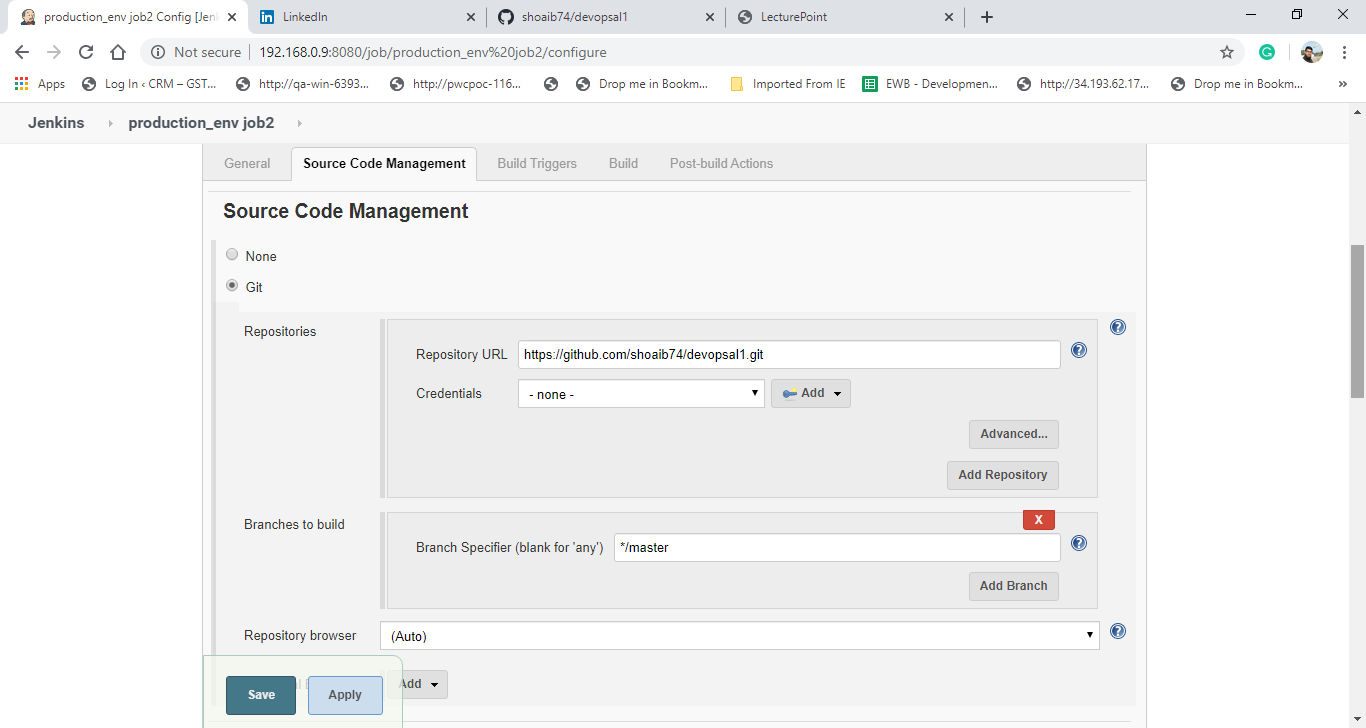 production_env job2 Config [Jen
LinkedIn
shoaib74/devopsal1
LecturePoint
Not secure
192.168.0.9:8080/job/production_env%20job2/configure
Apps
Log In ‹ CRM – GST...
http://qa-win-6393...
http://pwcpoc-116...
Drop me in Bookm...
Imported From IE
EWB - Developmen...
http://34.193.62.17...
Drop me in Bookm...
»
Jenkins
production_env job2
General
Source Code Management
Build Triggers
Build
Post-build Actions
Source Code Management
None
Git
Repositories
Repository URL
https://github.com/shoaib74/devopsal1.git
Credentials
- none -
Add
Advanced...
Add Repository
Branches to build
X
Branch Specifier (blank for 'any')
*/master
Add Branch
Repository browser
(Auto)
Add
Save
Apply